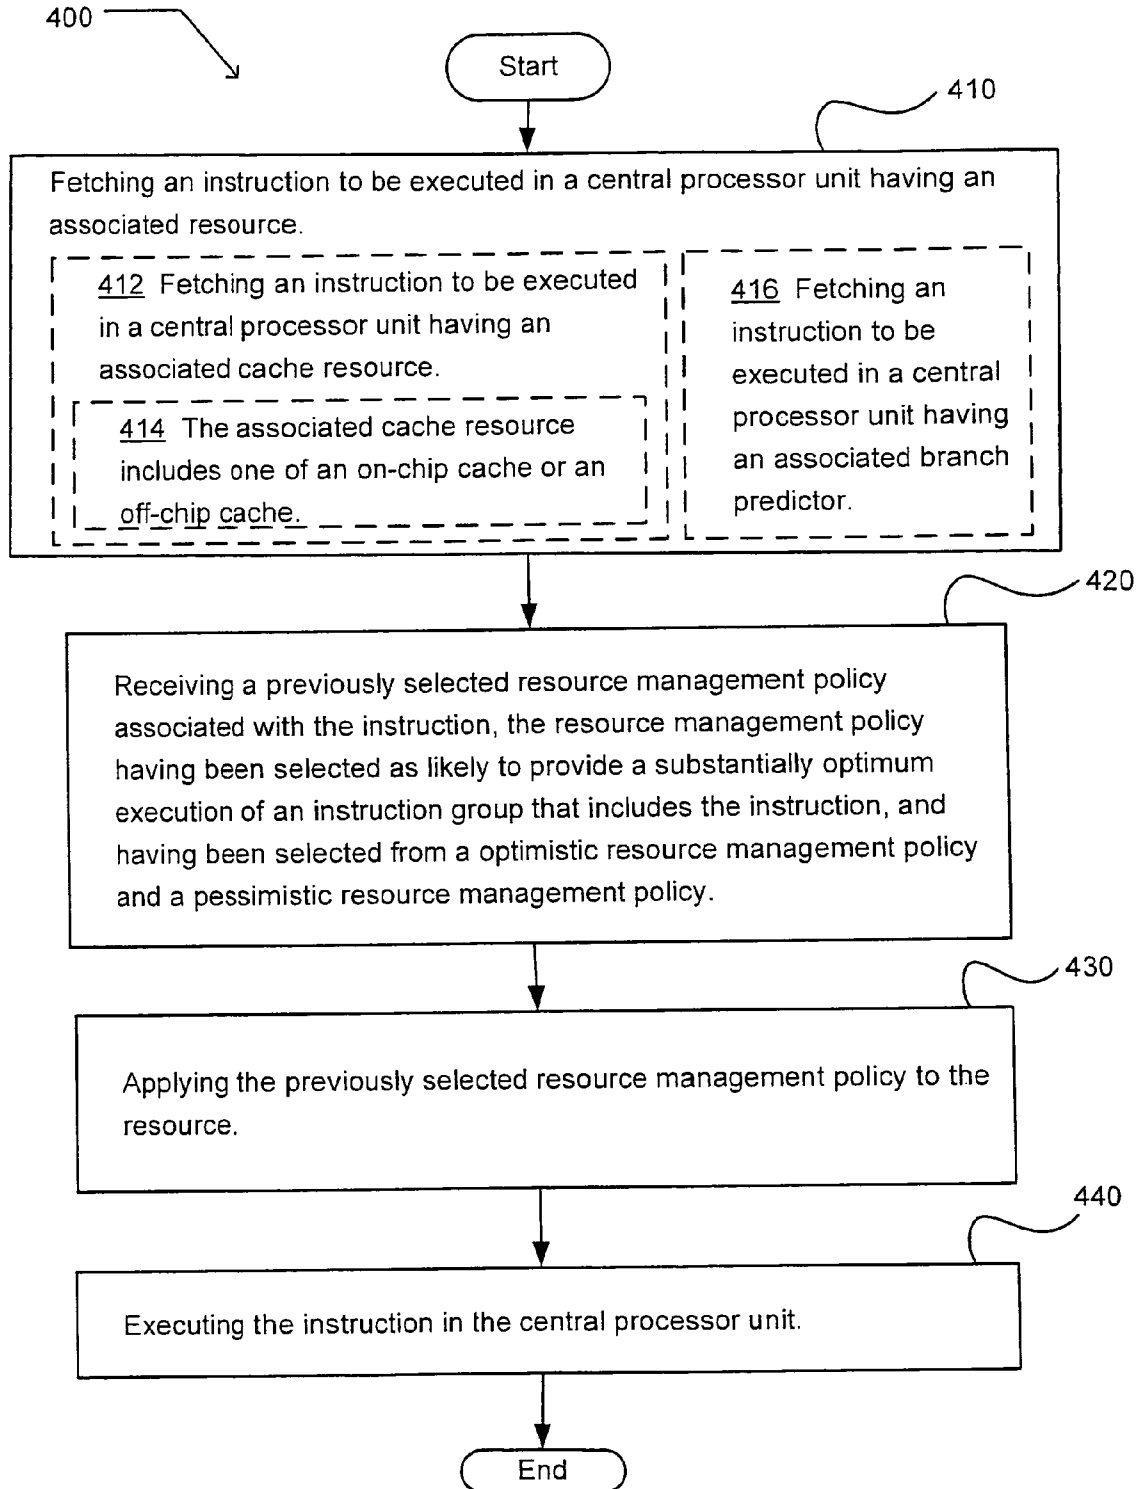 400
Start
410
Fetching an instruction to be executed in a central processor unit having an
associated resource.
412 Fetching an instruction to be executed
in a central processor unit having an
associated cache resource.
414 The associated cache resource
includes one of an on-chip cache or an
off-chip cache.
416 Fetching an
instruction to be
executed in a central
processor unit having
an associated branch
predictor.
420
Receiving a previously selected resource management policy
associated with the instruction, the resource management policy
having been selected as likely to provide a substantially optimum
execution of an instruction group that includes the instruction, and
having been selected from a optimistic resource management policy
and a pessimistic resource management policy.
430
Applying the previously selected resource management policy to the
resource.
440
Executing the instruction in the central processor unit.
End